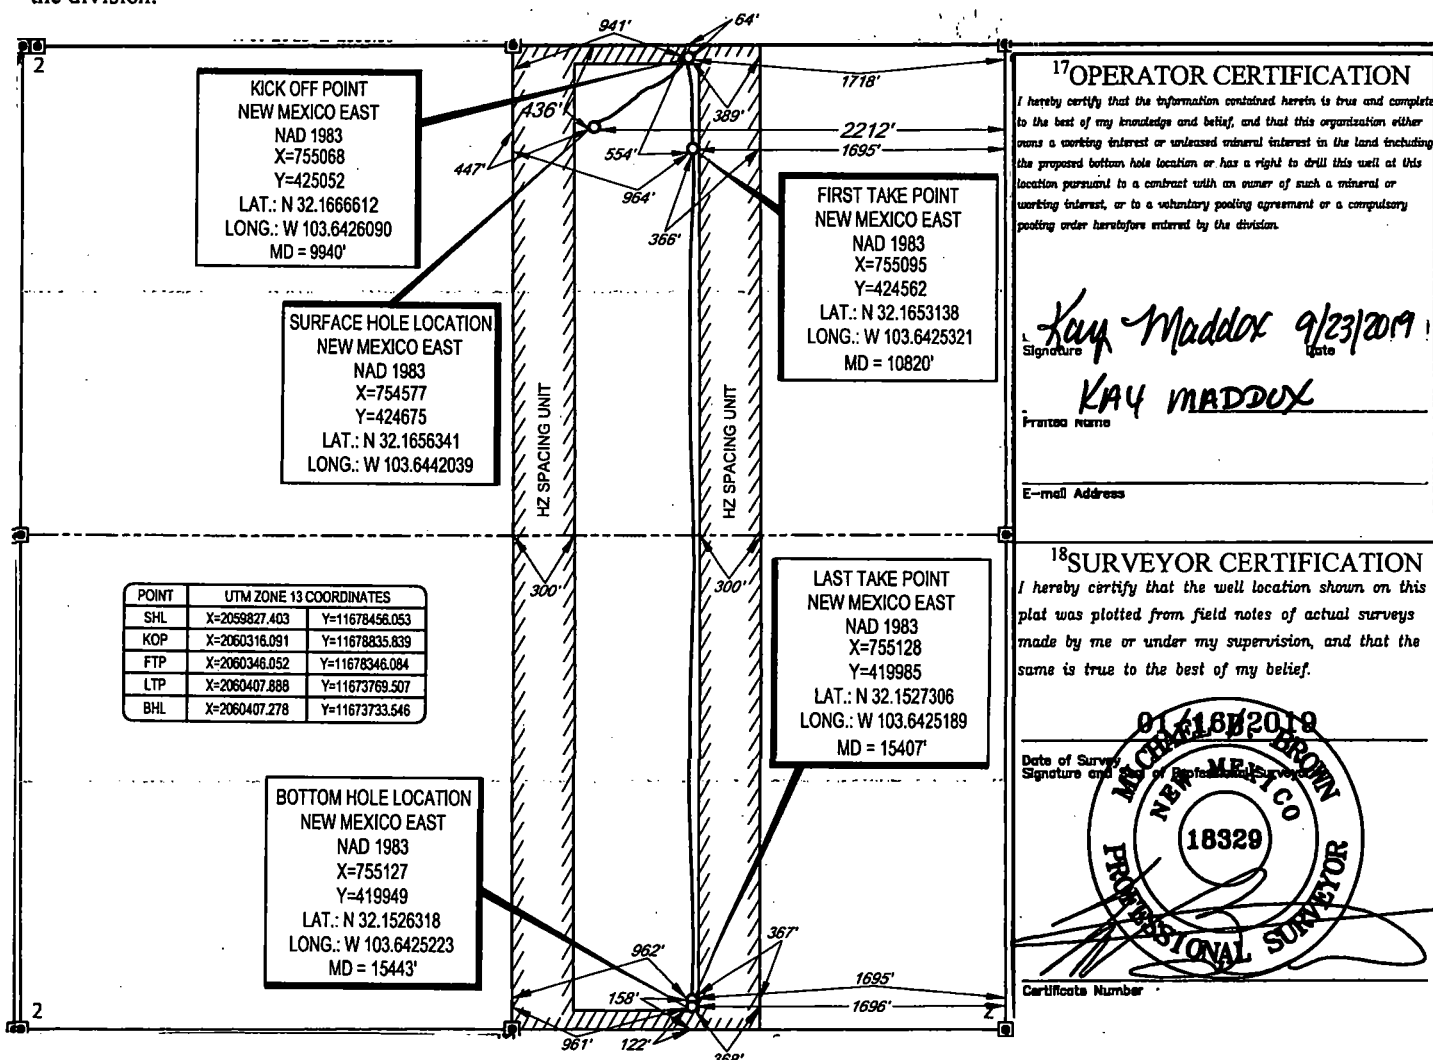 the division.
941'
64'
2
KICK OFF POINT
NEW MEXICO EAST
NAD 1983
X=755068
Y=425052
LAT.: N 32.1666612
LONG.: W 103.6426090
MD = 9940'
436'
447'
554'
964'
366'
389'
1718'
2212'
1695'
SURFACE HOLE LOCATION
NEW MEXICO EAST
NAD 1983
X=754577
Y=424675
LAT.: N 32.1656341
LONG.: W 103.6442039
FIRST TAKE POINT
NEW MEXICO EAST
NAD 1983
X=755095
Y=424562
LAT.: N 32.1653138
LONG.: W 103.6425321
MD = 10820'
HZ SPACING UNIT
HZ SPACING UNIT
300'
300'
POINT UTM ZONE 13 COORDINATES
SHL X=2059827.403 Y=11678456.053
KOP X=2060316.091 Y=11678835.839
FTP X=2060346.052 Y=11678346.084
LTP X=2060407.888 Y=11673769.507
BHL X=2060407.278 Y=11673733.546
LAST TAKE POINT
NEW MEXICO EAST
NAD 1983
X=755128
Y=419985
LAT.: N 32.1527306
LONG.: W 103.6425189
MD = 15407'
BOTTOM HOLE LOCATION
NEW MEXICO EAST
NAD 1983
X=755127
Y=419949
LAT.: N 32.1526318
LONG.: W 103.6425223
MD = 15443'
962'
367'
158'
1695'
1696'
961'
122'
368'
2
2
17 OPERATOR CERTIFICATION
I hereby certify that the information contained herein is true and complete
to the best of my knowledge and belief, and that this organization either
owns a working interest or unleased mineral interest in the land including
the proposed bottom hole location or has a right to drill this well at this
location pursuant to a contract with an owner of such a mineral or
working interest, or to a voluntary pooling agreement or a compulsory
pooling order heretofore entered by the division.
Kay Maddox 9/23/2019
Signature Date
KAY MADDOX
Printed Name
E-mail Address
18 SURVEYOR CERTIFICATION
I hereby certify that the well location shown on this
plat was plotted from field notes of actual surveys
made by me or under my supervision, and that the
same is true to the best of my belief.
01/16/2019
Date of Survey
Signature and Seal of Professional Surveyor
MICHAEL B. BROWN
NEW MEXICO
18329
PROFESSIONAL SURVEYOR
Certificate Number